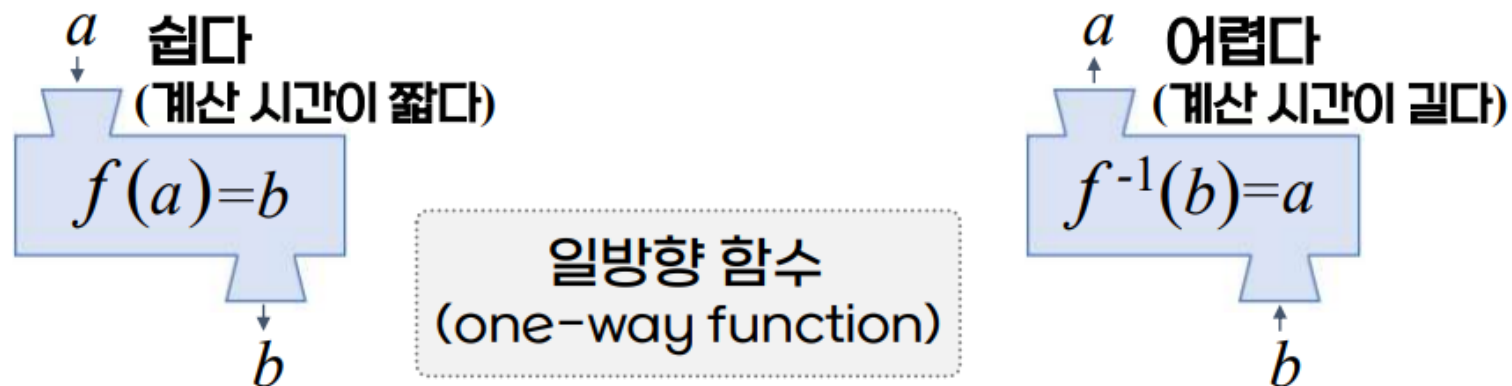 a
쉽다
(계산 시간이 짧다)
f(a)=b
b
일방향 함수
(one-way function)
a
어렵다
(계산 시간이 길다)
f⁻¹(b)=a
b